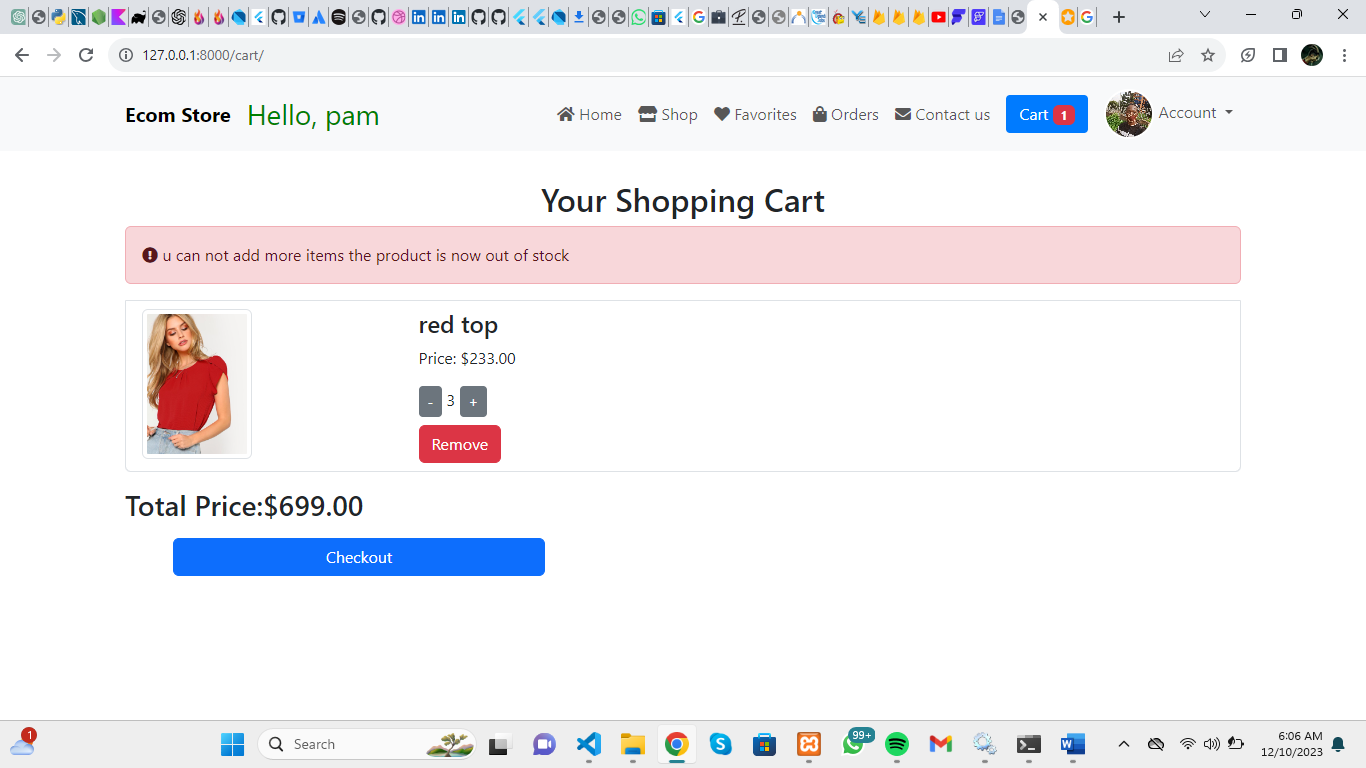 127.0.0.1:8000/cart/
Ecom Store Hello, pam Home Shop Favorites Orders Contact us Cart 1 Account
Your Shopping Cart
u can not add more items the product is now out of stock
red top
Price: $233.00
- 3 +
Remove
Total Price:$699.00
Checkout
1
Search
99+
6:06 AM
12/10/2023